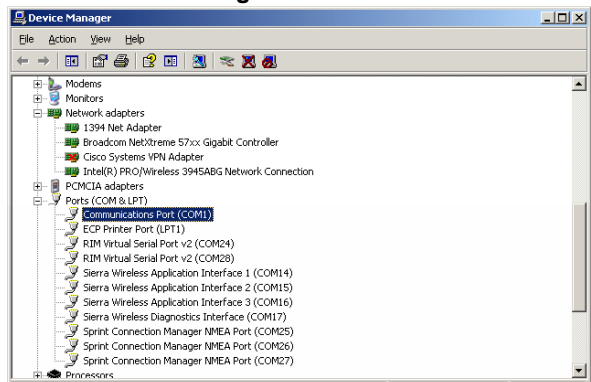 Device Manager
File Action View Help
Modems
Monitors
Network adapters
1394 Net Adapter
Broadcom NetXtreme 57xx Gigabit Controller
Cisco Systems VPN Adapter
Intel(R) PRO/Wireless 3945ABG Network Connection
PCMCIA adapters
Ports (COM & LPT)
Communications Port (COM1)
ECP Printer Port (LPT1)
RIM Virtual Serial Port v2 (COM24)
RIM Virtual Serial Port v2 (COM28)
Sierra Wireless Application Interface 1 (COM14)
Sierra Wireless Application Interface 2 (COM15)
Sierra Wireless Application Interface 3 (COM16)
Sierra Wireless Diagnostics Interface (COM17)
Sprint Connection Manager NMEA Port (COM25)
Sprint Connection Manager NMEA Port (COM26)
Sprint Connection Manager NMEA Port (COM27)
Processors